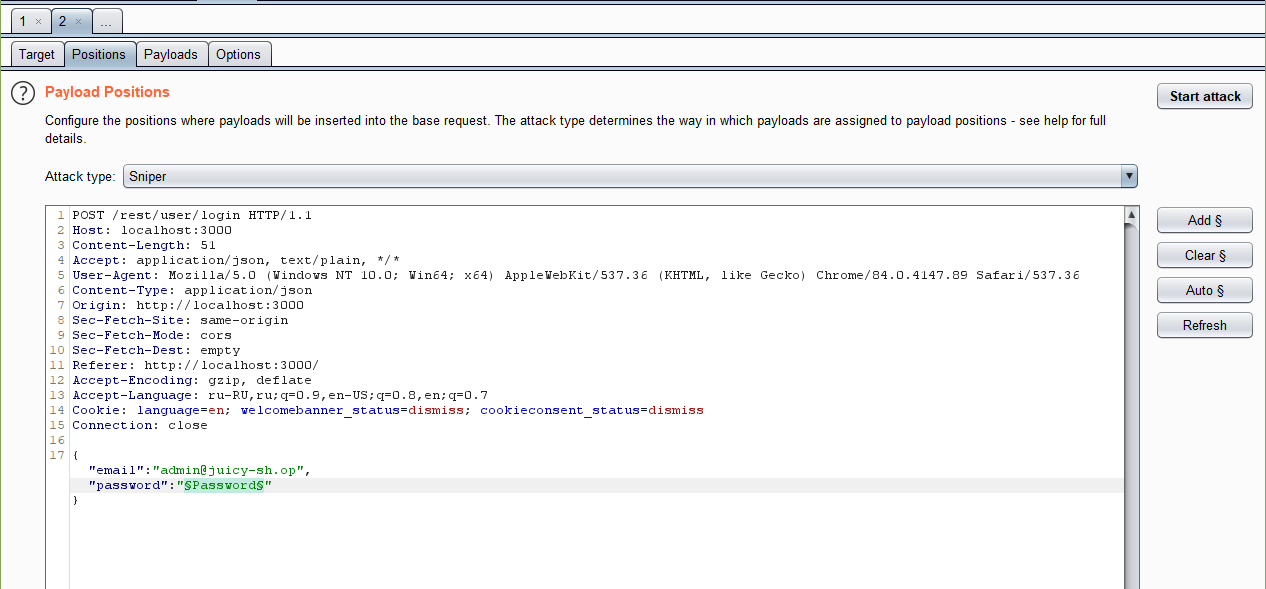 1 × 2 × ...
Target Positions Payloads Options
? Payload Positions
Start attack
Configure the positions where payloads will be inserted into the base request. The attack type determines the way in which payloads are assigned to payload positions - see help for full
details.
Attack type: Sniper
Add §
Clear §
Auto §
Refresh
1 POST /rest/user/login HTTP/1.1
2 Host: localhost:3000
3 Content-Length: 51
4 Accept: application/json, text/plain, */*
5 User-Agent: Mozilla/5.0 (Windows NT 10.0; Win64; x64) AppleWebKit/537.36 (KHTML, like Gecko) Chrome/84.0.4147.89 Safari/537.36
6 Content-Type: application/json
7 Origin: http://localhost:3000
8 Sec-Fetch-Site: same-origin
9 Sec-Fetch-Mode: cors
10 Sec-Fetch-Dest: empty
11 Referer: http://localhost:3000/
12 Accept-Encoding: gzip, deflate
13 Accept-Language: ru-RU,ru;q=0.9,en-US;q=0.8,en;q=0.7
14 Cookie: language=en; welcomebanner_status=dismiss; cookieconsent_status=dismiss
15 Connection: close
16
17 {
"email":"admin@juicy-sh.op",
"password":"§Password§"
}